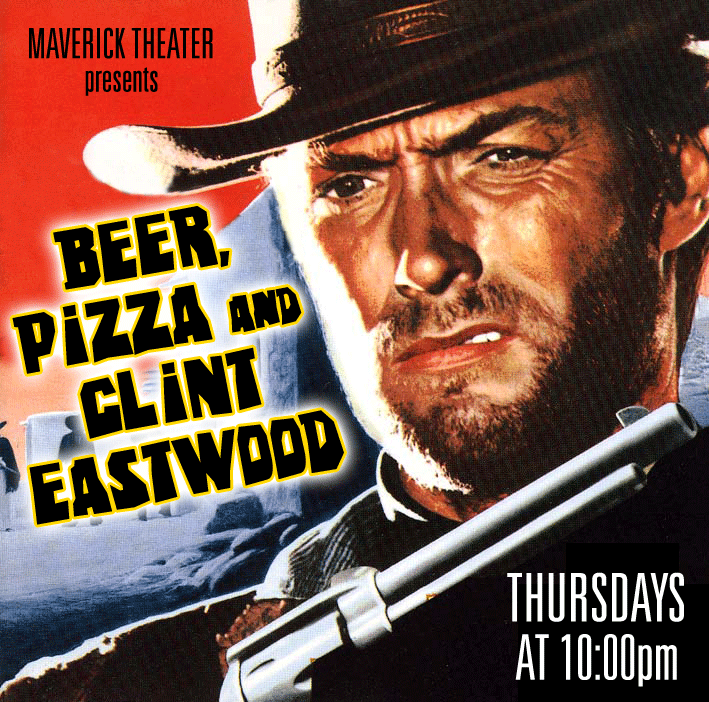 MAVERICK THEATER
presents
BEER,
PiZZA AND
CLiNT
EASTWOOD
THURSDAYS
AT 10:00pm